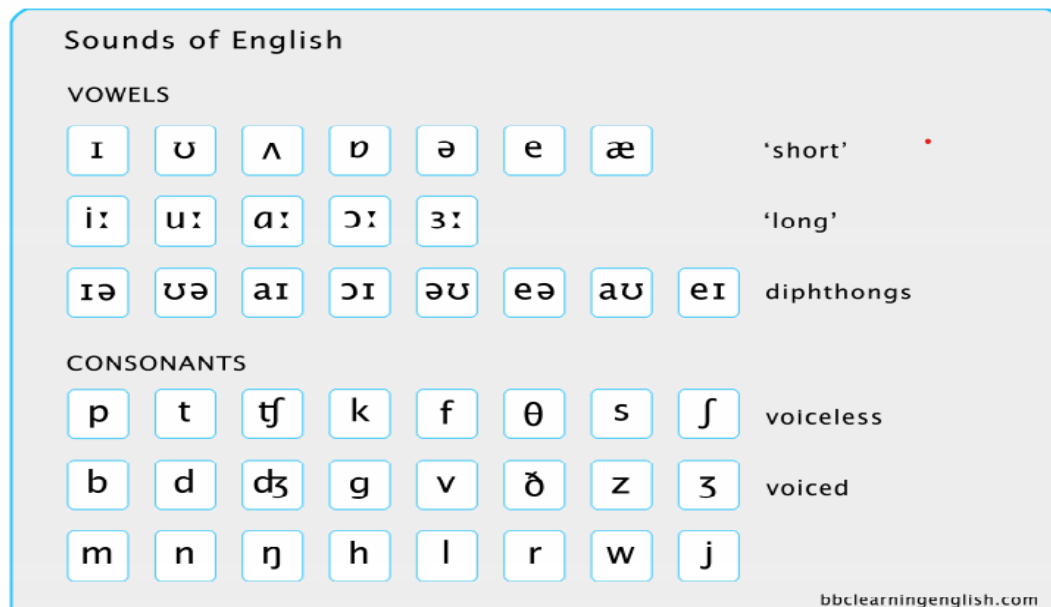 Sounds of English
VOWELS
ɪ ʊ ʌ ɒ ə e æ ‘short’
iː uː ɑː ɔː ɜː ‘long’
ɪə ʊə aɪ ɔɪ əʊ eə aʊ eɪ diphthongs
CONSONANTS
p t ʧ k f θ s ʃ voiceless
b d ʤ g v ð z ʒ voiced
m n ŋ h l r w j
bbclearningenglish.com